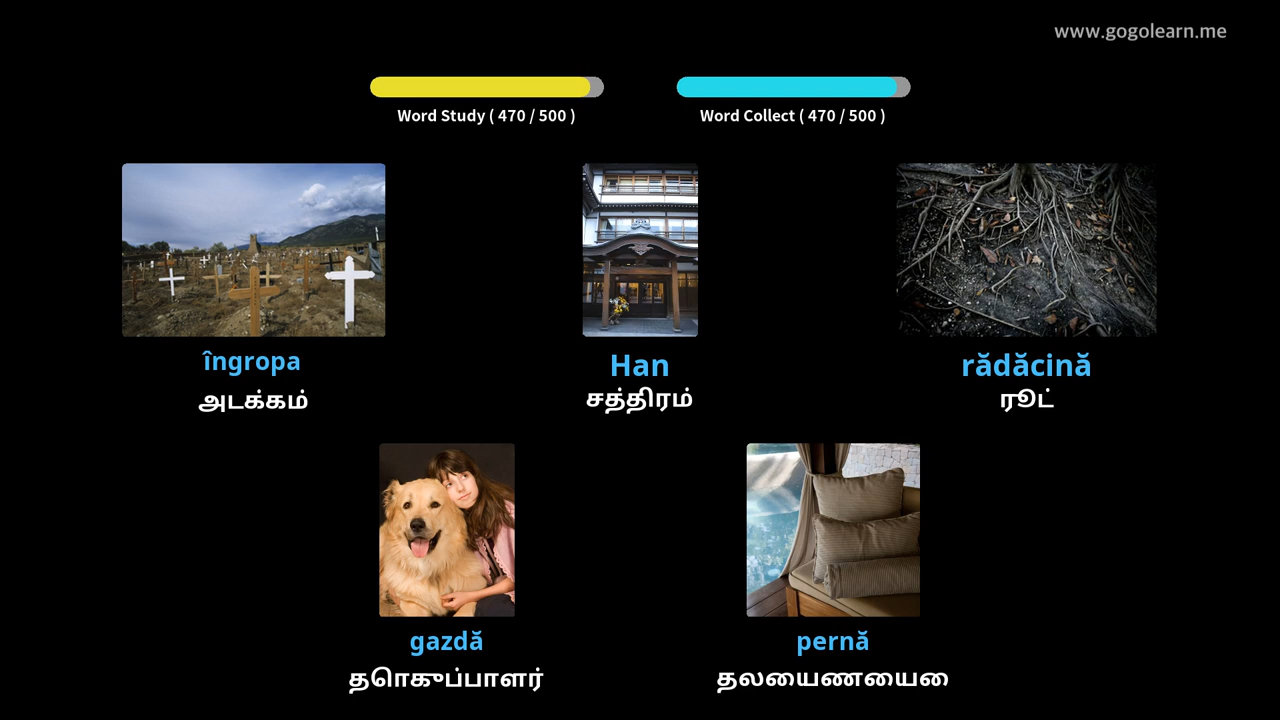 www.gogolearn.me
Word Study ( 470 / 500 )
Word Collect ( 470 / 500 )
îngropa
Han
rădăcină
அடக்கம்
சத்திரம்
ரூட்
gazdă
pernă
தொகுப்பாளர்
தலையணையை